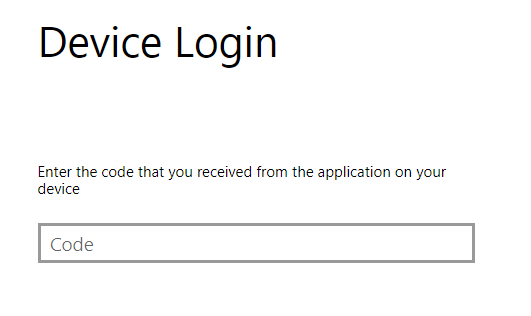 Device Login
Enter the code that you received from the application on your
device
Code